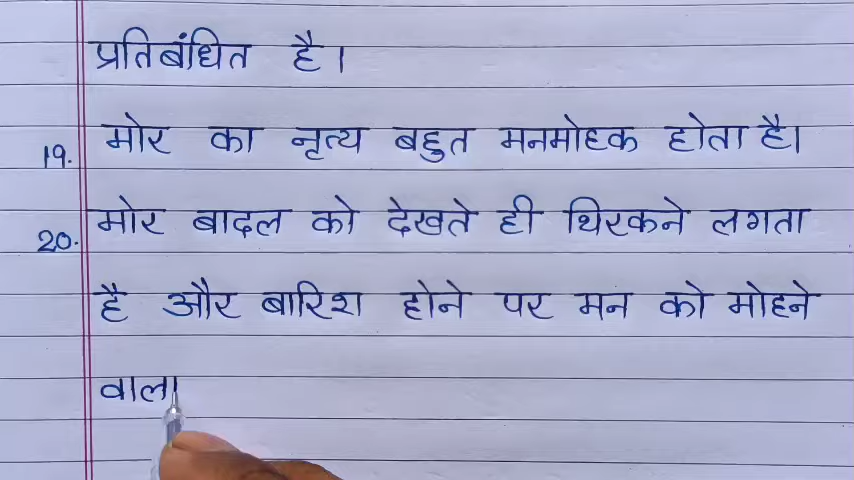 प्रतिबंधित है।
19. मोर का नृत्य बहुत मनमोहक होता है।
20. मोर बादल को देखते ही थिरकने लगता
है और बारिश होने पर मन को मोहने
वाला